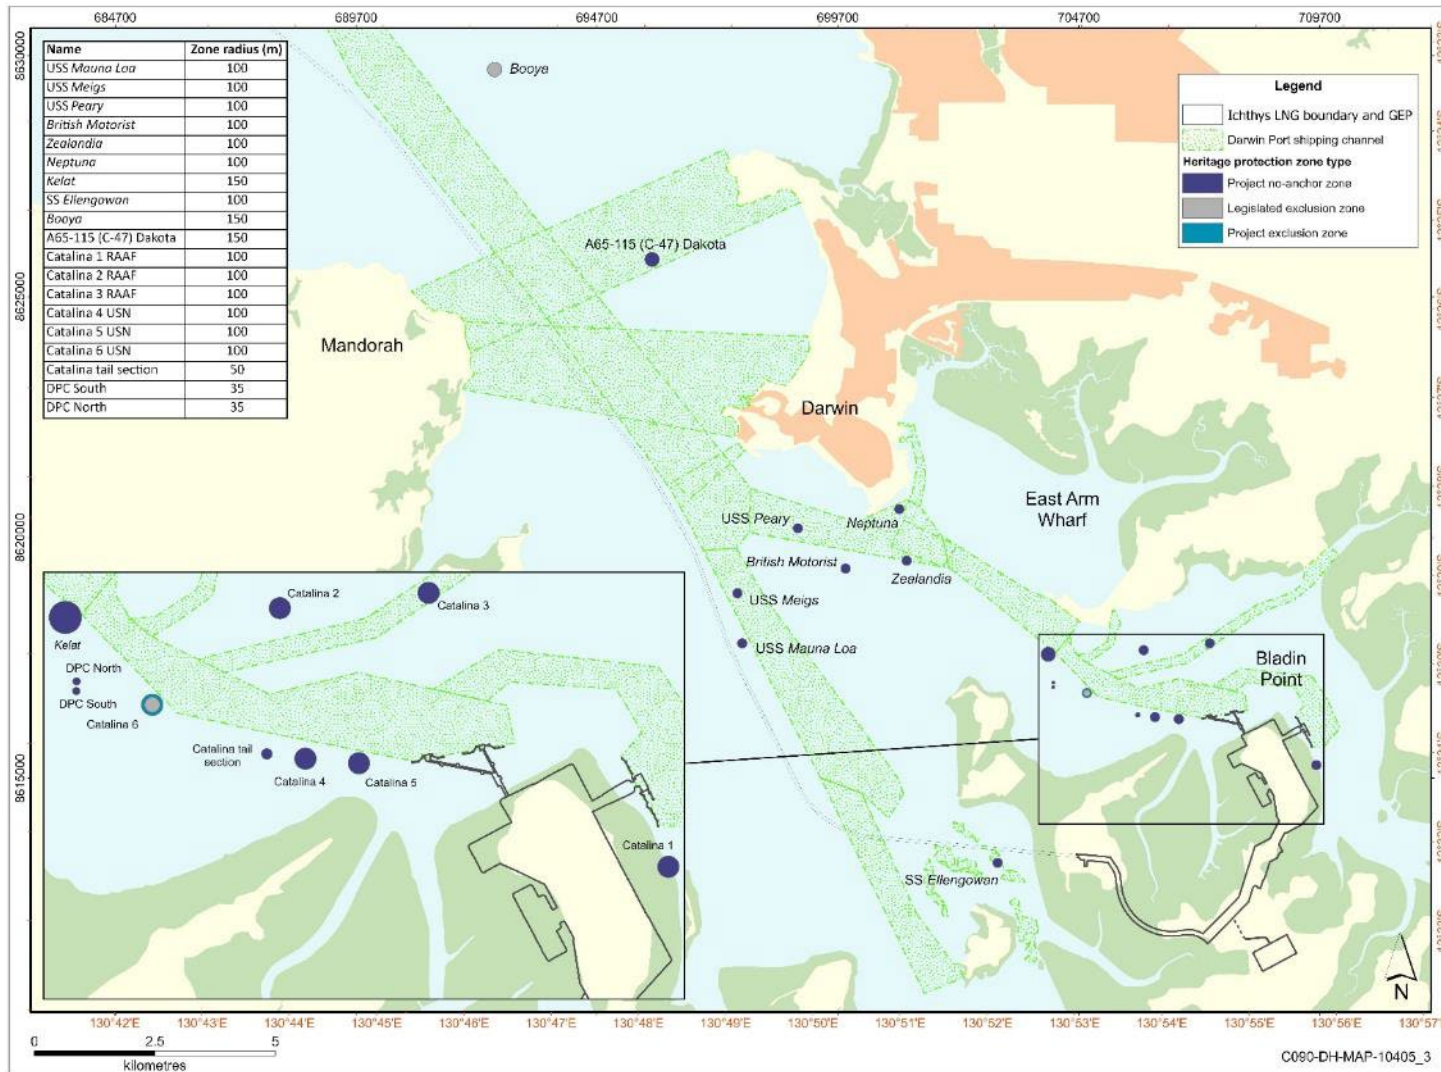 684700 689700 694700 699700 704700 709700
Name Zone radius (m)
USS Mauna Loa 100
USS Meigs 100
USS Peary 100
British Motorist 100
Zealandia 100
Neptuna 100
Kelat 150
SS Ellengowan 100
Booya 150
A65-115 (C-47) Dakota 150
Catalina 1 RAAF 100
Catalina 2 RAAF 100
Catalina 3 RAAF 100
Catalina 4 USN 100
Catalina 5 USN 100
Catalina 6 USN 100
Catalina tail section 50
DPC South 35
DPC North 35
8630000
8625000
8620000
8615000
Booya
Legend
Ichthys LNG boundary and GEP
Darwin Port shipping channel
Heritage protection zone type
Project no-anchor zone
Legislated exclusion zone
Project exclusion zone
A65-115 (C-47) Dakota
Mandorah
Darwin
East Arm
Wharf
USS Peary
Neptuna
British Motorist
Zealandia
USS Meigs
USS Mauna Loa
Bladin
Point
SS Ellengowan
Catalina 2
Catalina 3
Kelat
DPC North
DPC South
Catalina 6
Catalina tail
section
Catalina 4
Catalina 5
Catalina 1
N
130°42'E 130°43'E 130°44'E 130°45'E 130°46'E 130°47'E 130°48'E 130°49'E 130°50'E 130°51'E 130°52'E 130°53'E 130°54'E 130°55'E 130°56'E 130°57'
0 2.5 5
kilometres
C090-DH-MAP-10405_3